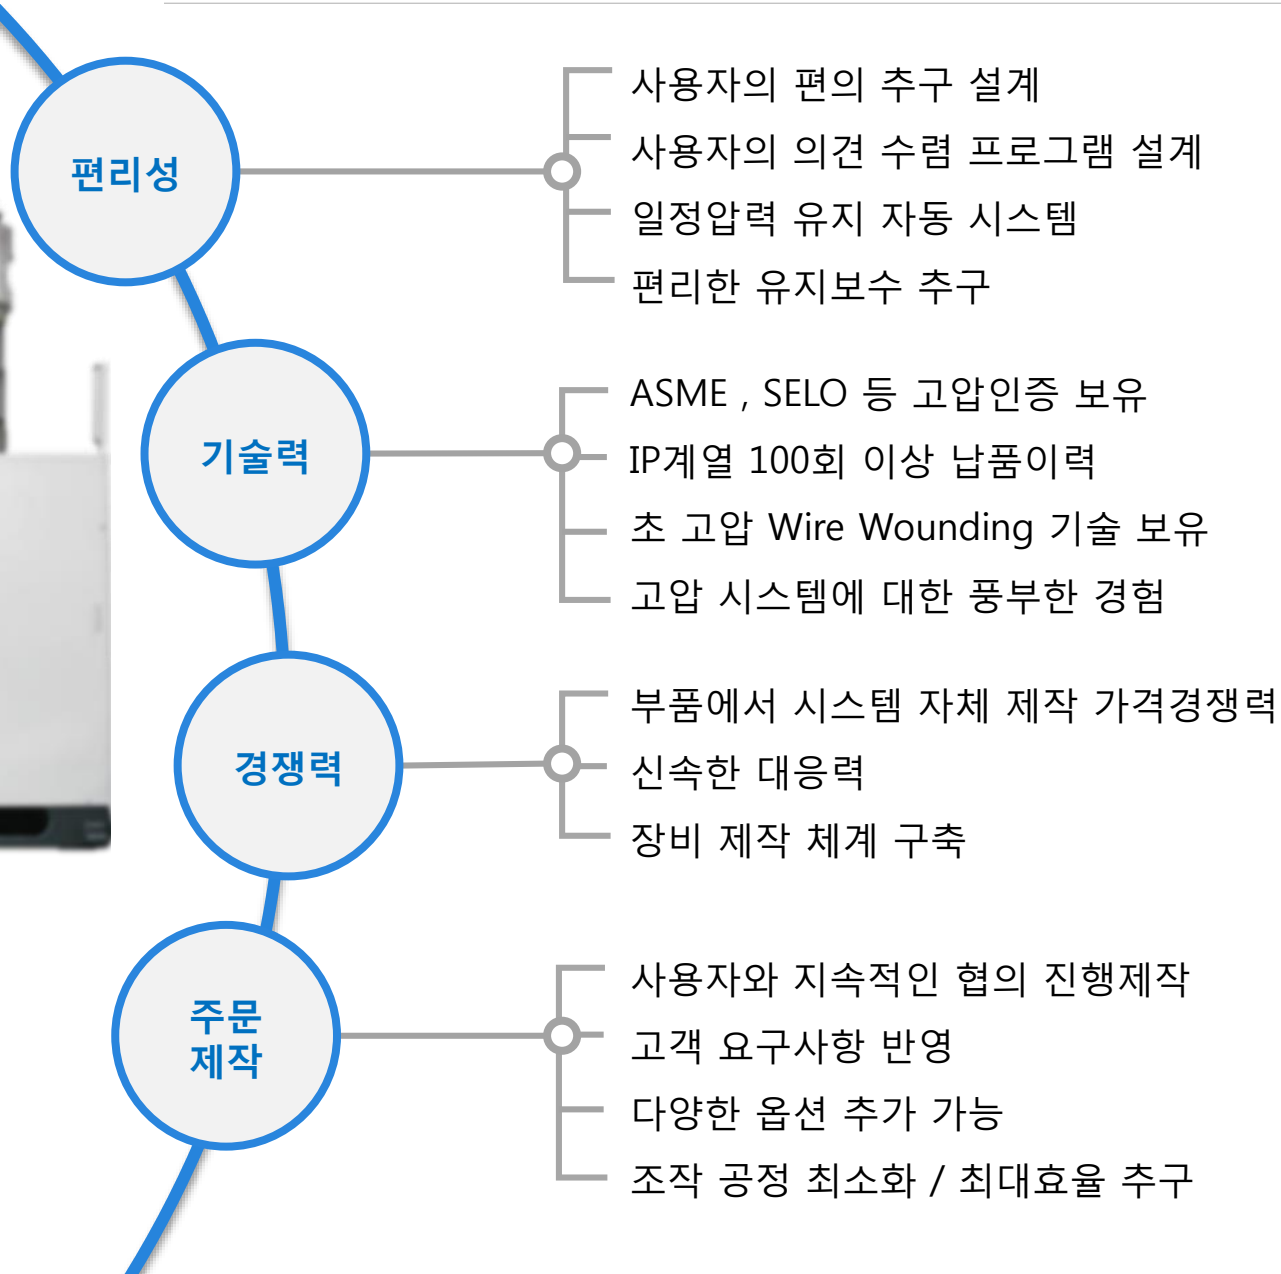 편리성
사용자의 편의 추구 설계
사용자의 의견 수렴 프로그램 설계
일정압력 유지 자동 시스템
편리한 유지보수 추구
기술력
ASME , SELO 등 고압인증 보유
IP계열 100회 이상 납품이력
초 고압 Wire Wounding 기술 보유
고압 시스템에 대한 풍부한 경험
경쟁력
부품에서 시스템 자체 제작 가격경쟁력
신속한 대응력
장비 제작 체계 구축
주문
제작
사용자와 지속적인 협의 진행제작
고객 요구사항 반영
다양한 옵션 추가 가능
조작 공정 최소화 / 최대효율 추구